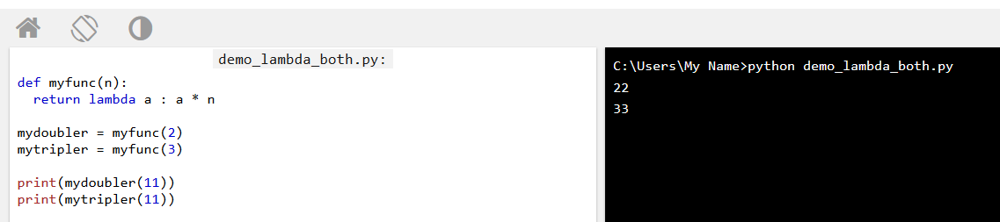 demo_lambda_both.py:
def myfunc(n):
  return lambda a : a * n

mydoubler = myfunc(2)
mytripler = myfunc(3)

print(mydoubler(11))
print(mytripler(11))
C:\Users\My Name>python demo_lambda_both.py
22
33